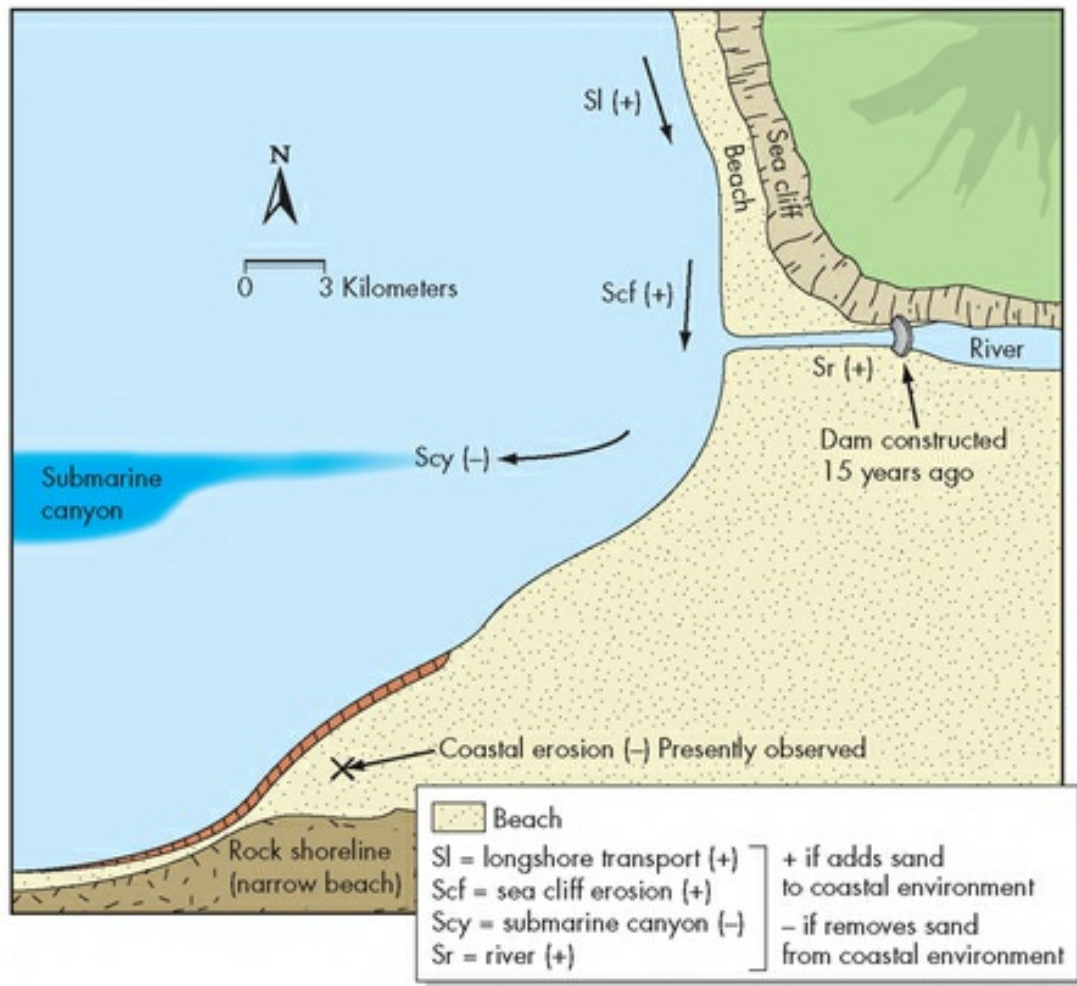 Sl (+)
Beach
Sea cliff
N
0 3 Kilometers
Scf (+)
River
Sr (+)
Dam constructed
15 years ago
Scy (–)
Submarine
canyon
Coastal erosion (–) Presently observed
Rock shoreline
(narrow beach)
Beach
Sl = longshore transport (+)
Scf = sea cliff erosion (+)
Scy = submarine canyon (–)
Sr = river (+)
+ if adds sand
to coastal environment
– if removes sand
from coastal environment